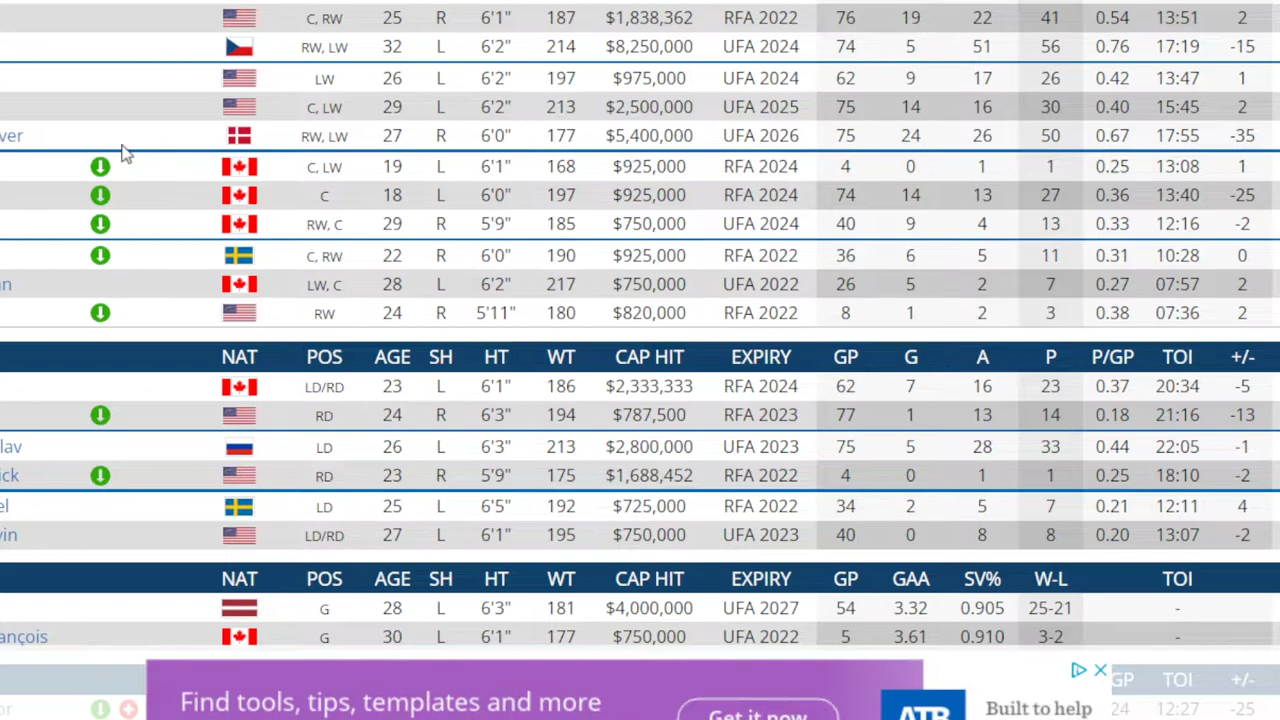 C, RW 25 R 6'1" 187 $1,838,362 RFA 2022 76 19 22 41 0.54 13:51 2
RW, LW 32 L 6'2" 214 $8,250,000 UFA 2024 74 5 51 56 0.76 17:19 -15
LW 26 L 6'2" 197 $975,000 UFA 2024 62 9 17 26 0.42 13:47 1
C, LW 29 L 6'2" 213 $2,500,000 UFA 2025 75 14 16 30 0.40 15:45 2
ver RW, LW 27 R 6'0" 177 $5,400,000 UFA 2026 75 24 26 50 0.67 17:55 -35
C, LW 19 L 6'1" 168 $925,000 RFA 2024 4 0 1 1 0.25 13:08 1
C 18 L 6'0" 197 $925,000 RFA 2024 74 14 13 27 0.36 13:40 -25
RW, C 29 R 5'9" 185 $750,000 UFA 2022 40 9 4 13 0.33 12:16 -2
C, RW 22 R 6'0" 190 $925,000 RFA 2022 36 6 5 11 0.31 10:28 0
n LW, C 28 L 6'2" 217 $750,000 UFA 2022 26 5 2 7 0.27 07:57 2
RW 24 R 5'11" 180 $820,000 RFA 2022 8 1 2 3 0.38 07:36 2
NAT POS AGE SH HT WT CAP HIT EXPIRY GP G A P P/GP TOI +/-
LD/RD 23 L 6'1" 186 $2,333,333 RFA 2024 62 7 16 23 0.37 20:34 -5
RD 24 R 6'3" 194 $787,500 RFA 2023 77 1 13 14 0.18 21:16 -13
lav LD 26 L 6'3" 213 $2,800,000 UFA 2023 75 5 28 33 0.44 22:05 -1
ick RD 23 R 5'9" 175 $1,688,452 RFA 2022 4 0 1 1 0.25 18:10 -2
el LD 25 L 6'5" 192 $725,000 RFA 2022 34 2 5 7 0.21 12:11 4
vin LD/RD 27 L 6'1" 195 $750,000 UFA 2023 40 0 8 8 0.20 13:07 -2
NAT POS AGE SH HT WT CAP HIT EXPIRY GP GAA SV% W-L TOI
G 28 L 6'3" 181 $4,000,000 UFA 2027 54 3.32 0.905 25-21 -
ançois G 30 L 6'1" 177 $750,000 UFA 2022 5 3.61 0.910 3-2 -
GP G A P P/GP TOI +/-
or 24 12:27 -25
Find tools, tips, templates and more
Get it now
ATB
Built to help